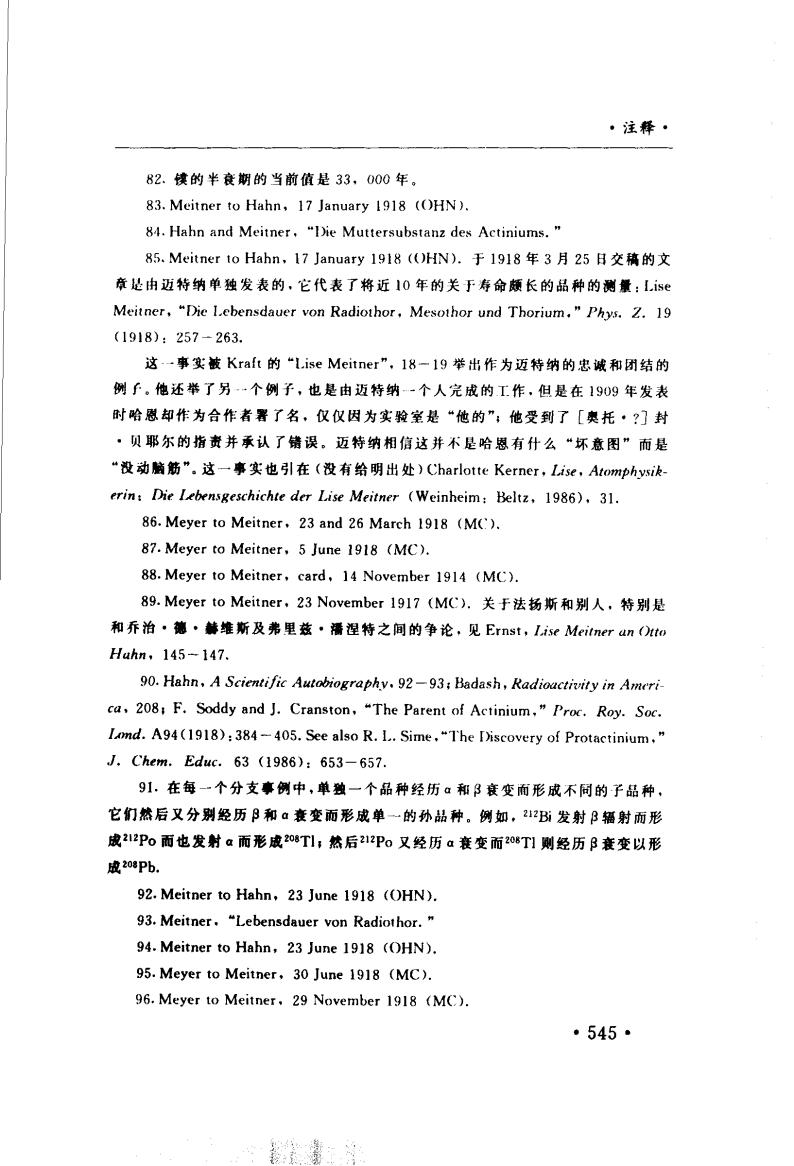 ·注释·
82. 镤的半衰期的当前值是 33，000 年。
83. Meitner to Hahn, 17 January 1918 (OHN).
84. Hahn and Meitner, “Die Muttersubstanz des Actiniums.”
85. Meitner to Hahn, 17 January 1918 (OHN). 于 1918 年 3 月 25 日交稿的文
章是由迈特纳单独发表的，它代表了将近 10 年的关于寿命颇长的品种的测量：Lise
Meitner, “Die Lebensdauer von Radiothor, Mesothor und Thorium,” Phys. Z. 19
(1918): 257－263.
这一事实被 Kraft 的 “Lise Meitner”, 18－19 举出作为迈特纳的忠诚和团结的
例子。他还举了另一个例子，也是由迈特纳一个人完成的工作，但是在 1909 年发表
时哈恩却作为合作者署了名，仅仅因为实验室是“他的”；他受到了［奥托·?］封
·贝耶尔的指责并承认了错误。迈特纳相信这并不是哈恩有什么“坏意图”而是
“没动脑筋”。这一事实也引在（没有给明出处）Charlotte Kerner, Lise, Atomphysik-
erin: Die Lebensgeschichte der Lise Meitner (Weinheim: Beltz, 1986), 31.
86. Meyer to Meitner, 23 and 26 March 1918 (MC).
87. Meyer to Meitner, 5 June 1918 (MC).
88. Meyer to Meitner, card, 14 November 1914 (MC).
89. Meyer to Meitner, 23 November 1917 (MC). 关于法扬斯和别人，特别是
和乔治·德·赫维斯及弗里兹·潘涅特之间的争论，见 Ernst, Lise Meitner an Otto
Hahn, 145－147.
90. Hahn, A Scientific Autobiography, 92－93; Badash, Radioactivity in Ameri-
ca, 208; F. Soddy and J. Cranston, “The Parent of Actinium,” Proc. Roy. Soc.
Lond. A94(1918):384－405. See also R. L. Sime, “The Discovery of Protactinium,”
J. Chem. Educ. 63 (1986): 653－657.
91. 在每一个分支事例中，单独一个品种经历α和β衰变而形成不同的子品种，
它们然后又分别经历β和α衰变而形成单一的孙品种。例如，²¹²Bi 发射β辐射而形
成²¹²Po 而也发射α而形成²⁰⁸Tl；然后²¹²Po 又经历α衰变而²⁰⁸Tl 则经历β衰变以形
成²⁰⁸Pb.
92. Meitner to Hahn, 23 June 1918 (OHN).
93. Meitner, “Lebensdauer von Radiothor.”
94. Meitner to Hahn, 23 June 1918 (OHN).
95. Meyer to Meitner, 30 June 1918 (MC).
96. Meyer to Meitner, 29 November 1918 (MC).
·545·